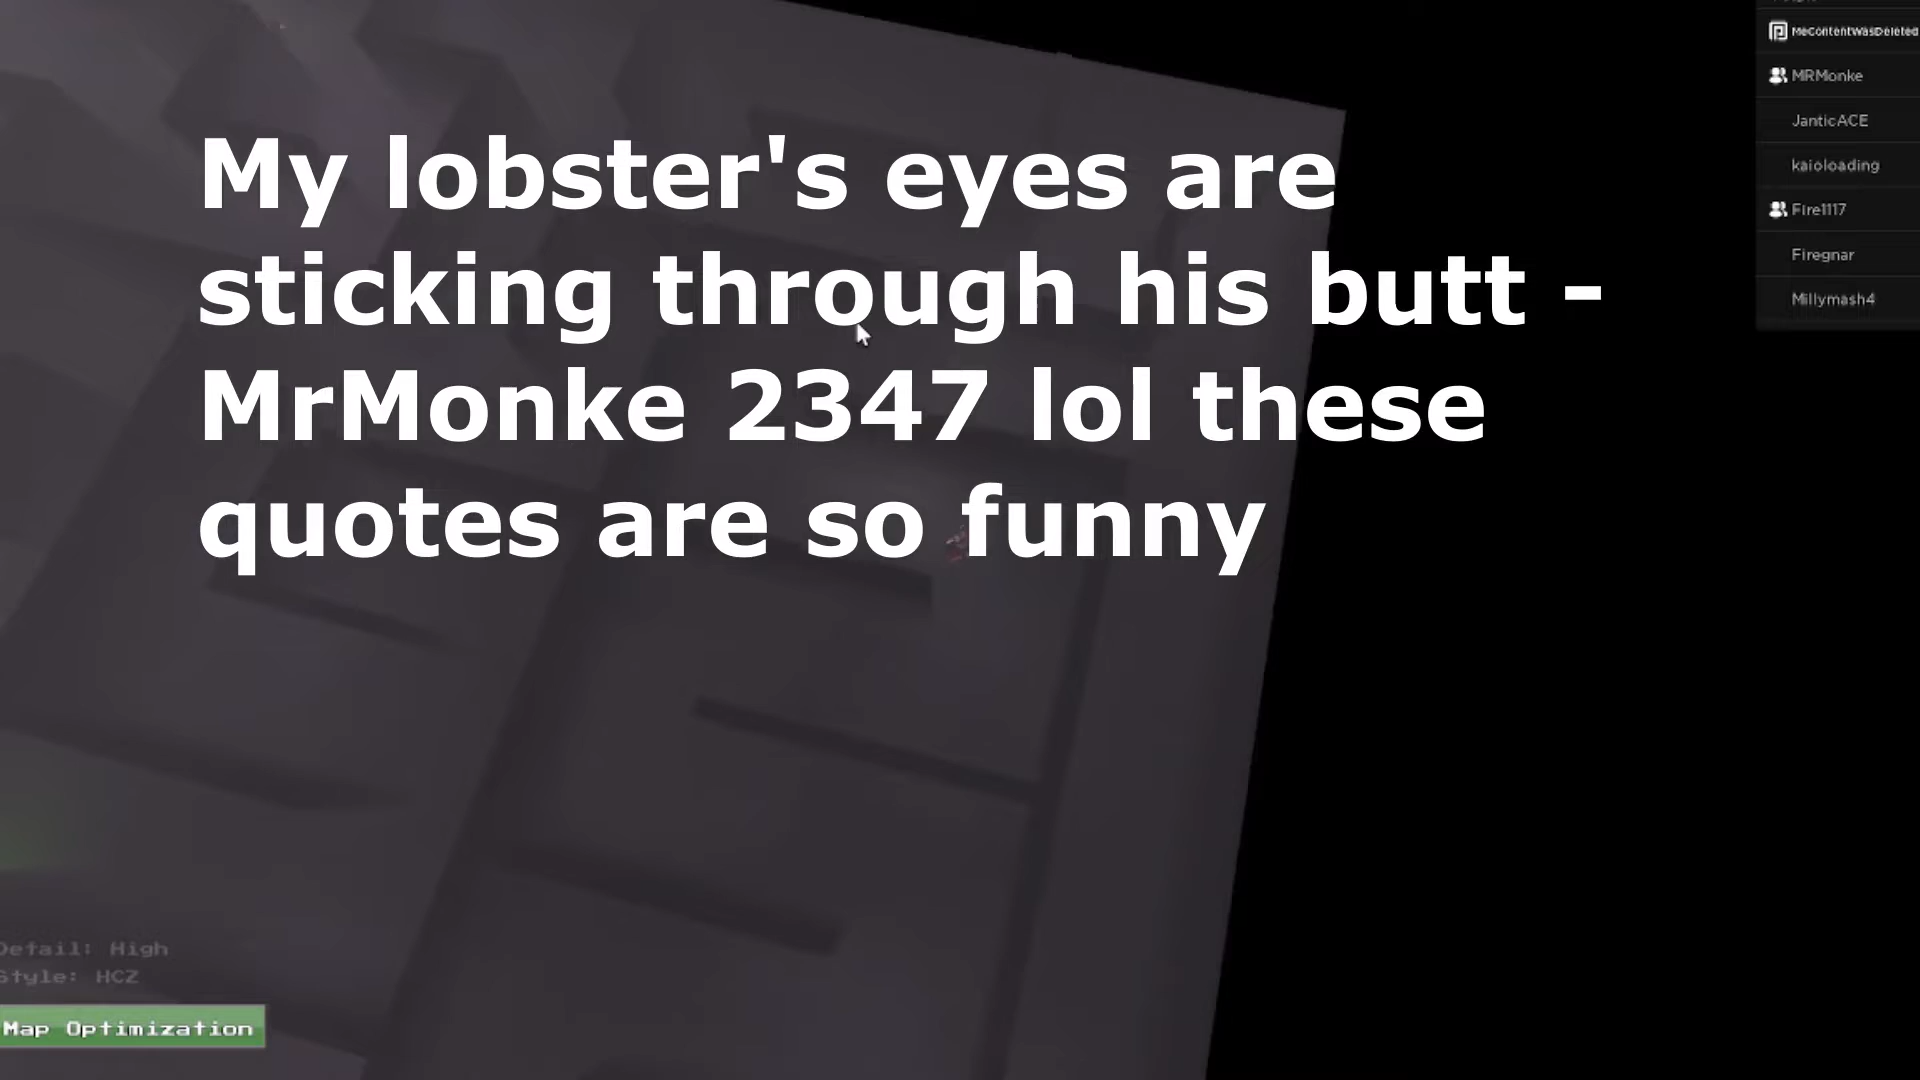 MeContentWasDeleted
MRMonke
JanticACE
kaioloading
Fire1117
Firegnar
Millymash4
My lobster's eyes are
sticking through his butt -
MrMonke 2347 lol these
quotes are so funny
Detail: High
Style: HCZ
Map Optimization